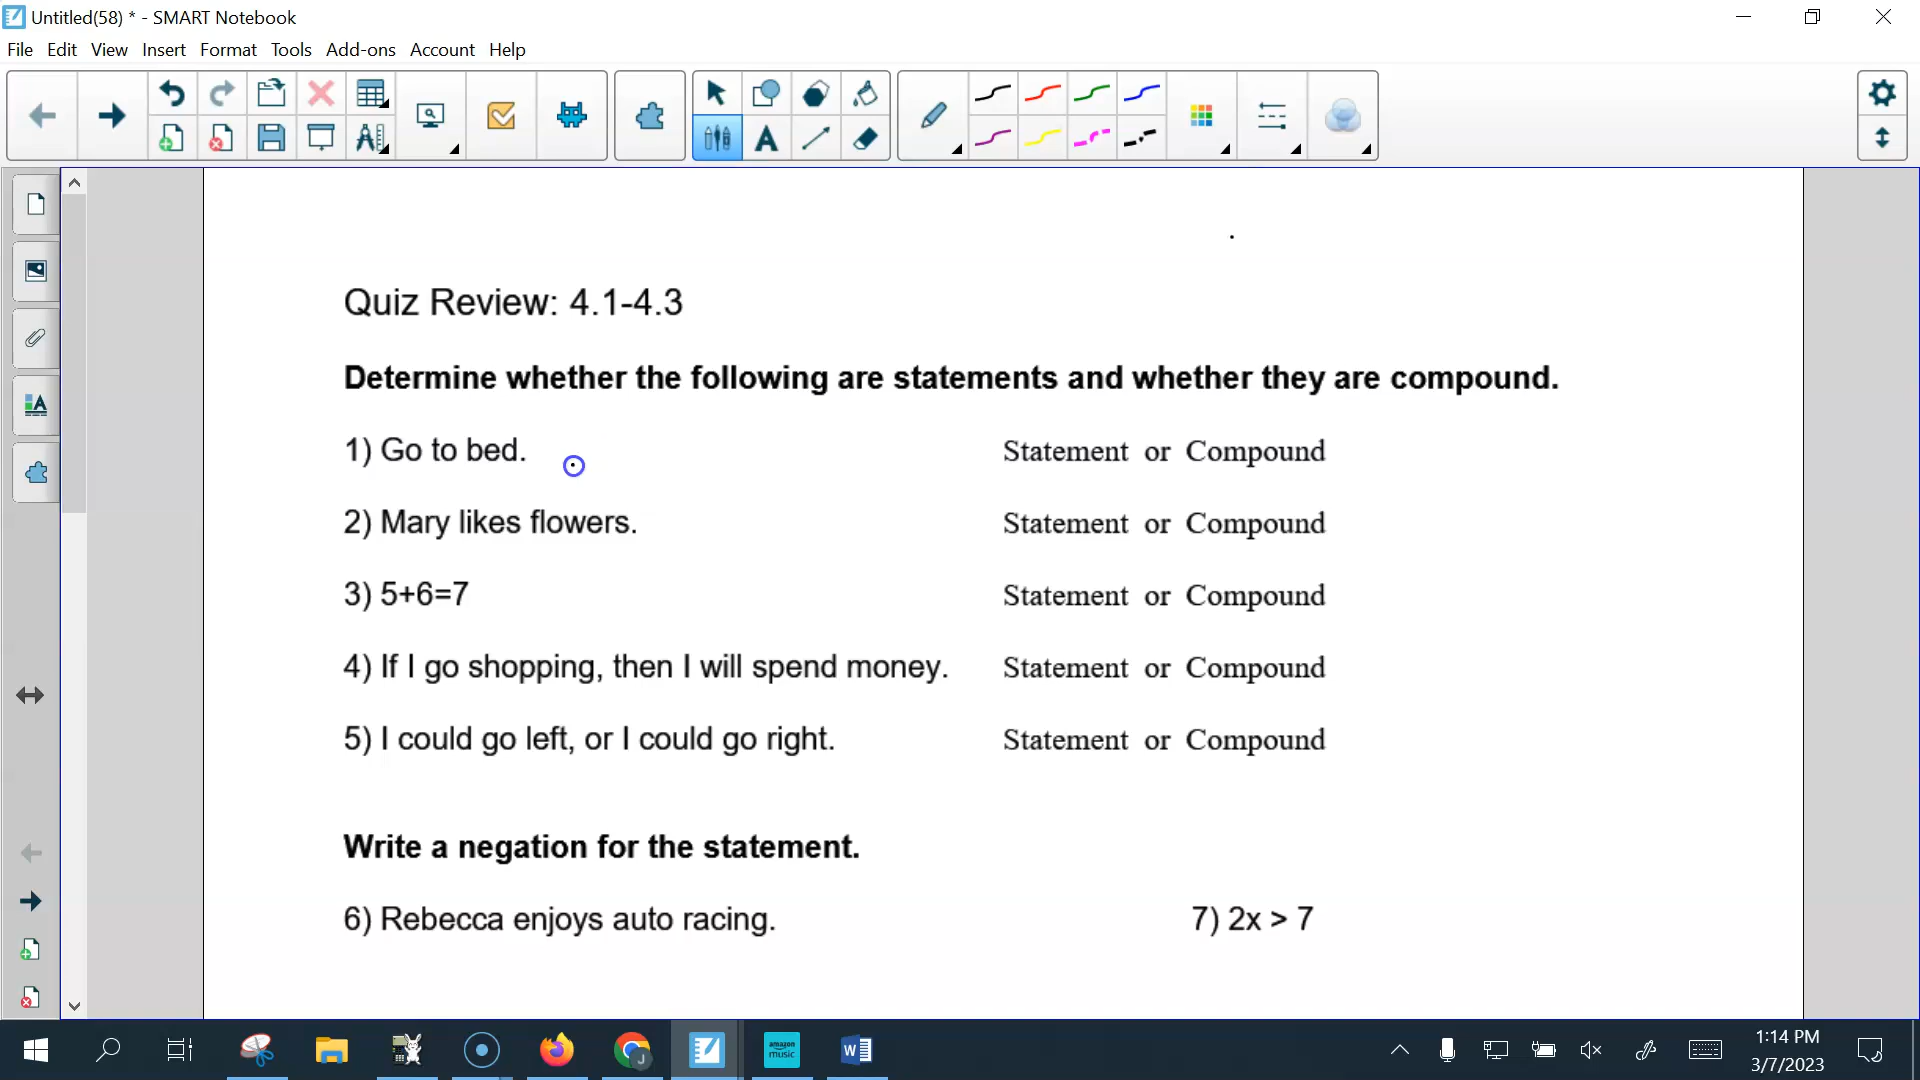 Untitled(58) * - SMART Notebook
File Edit View Insert Format Tools Add-ons Account Help
Quiz Review: 4.1-4.3
Determine whether the following are statements and whether they are compound.
1) Go to bed. Statement or Compound
2) Mary likes flowers. Statement or Compound
3) 5+6=7 Statement or Compound
4) If I go shopping, then I will spend money. Statement or Compound
5) I could go left, or I could go right. Statement or Compound
Write a negation for the statement.
6) Rebecca enjoys auto racing. 7) 2x > 7
amazon
music
J
W
1:14 PM
3/7/2023